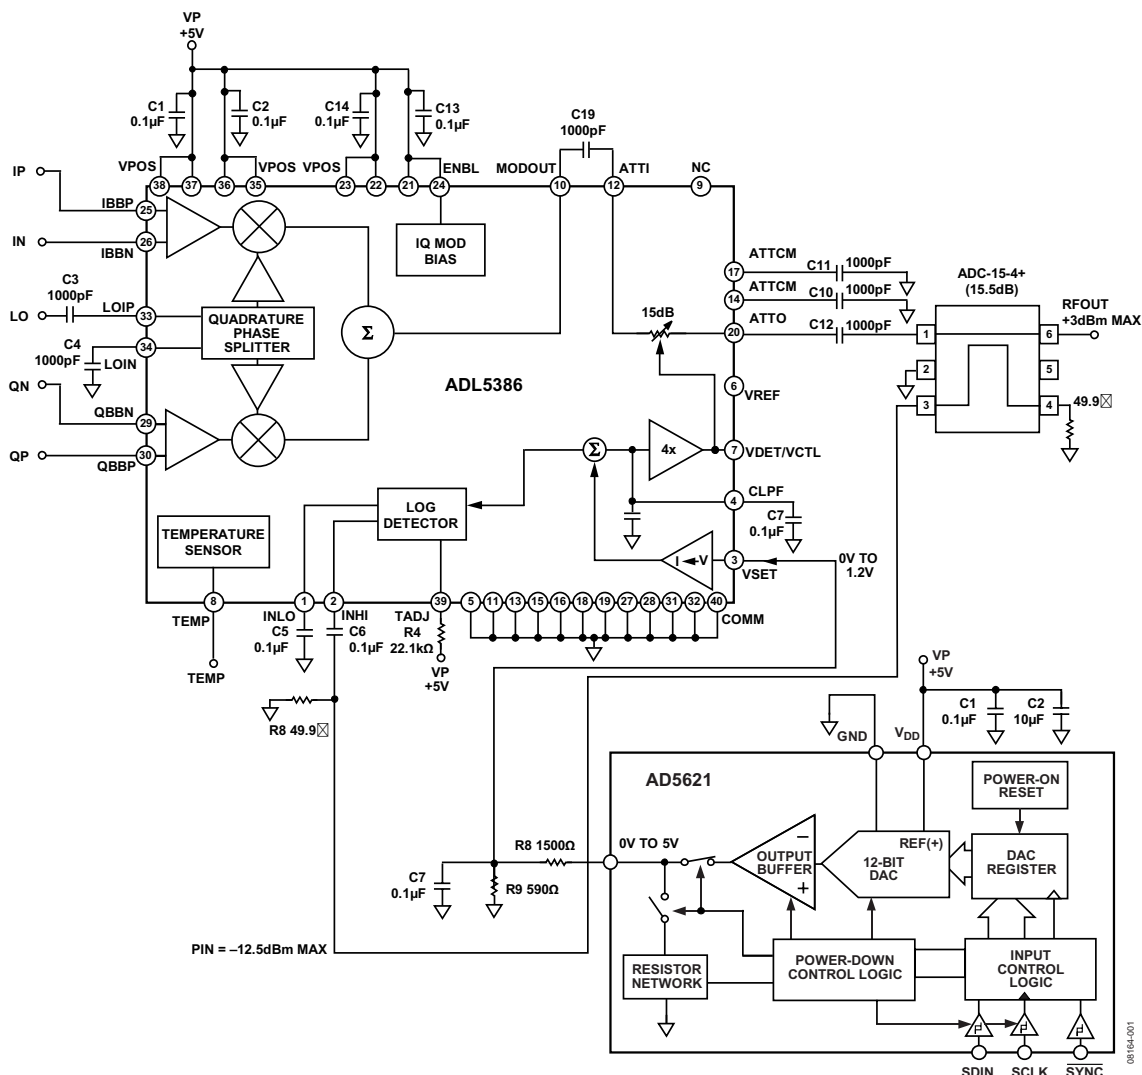 VP
+5V
C1
0.1µF
C2
0.1µF
C14
0.1µF
C13
0.1µF
C19
1000pF
VPOS
VPOS
VPOS
ENBL
MODOUT
ATTI
NC
38
37
36
35
23
22
21
24
10
12
9
IP
IBBP
25
IN
26
IBBN
IQ MOD
BIAS
C3
1000pF
LO
LOIP
33
QUADRATURE
PHASE
SPLITTER
C4
1000pF
34
LOIN
QN
QBBN
29
QP
30
QBBP
Σ
ADL5386
15dB
17
ATTCM
C11
1000pF
14
ATTCM
C10
1000pF
20
ATTO
C12
1000pF
ADC-15-4+
(15.5dB)
RFOUT
+3dBm MAX
1
6
2
5
3
4
49.9
6
VREF
Σ
4x
7
VDET/VCTL
4
CLPF
C7
0.1µF
LOG
DETECTOR
I
V
3
VSET
0V TO
1.2V
TEMPERATURE
SENSOR
8
1
2
39
5
11
13
15
16
18
19
27
28
31
32
40
TEMP
INLO
INHI
TADJ
COMM
C5
0.1µF
C6
0.1µF
R4
22.1kΩ
VP
+5V
TEMP
R8 49.9
VP
+5V
C1
0.1µF
C2
10µF
GND
VDD
AD5621
POWER-ON
RESET
R8 1500Ω
0V TO 5V
−
OUTPUT
BUFFER
+
REF(+)
12-BIT
DAC
DAC
REGISTER
C7
0.1µF
R9 590Ω
PIN = –12.5dBm MAX
RESISTOR
NETWORK
POWER-DOWN
CONTROL LOGIC
INPUT
CONTROL
LOGIC
SDIN
SCLK
SYNC
08164-001